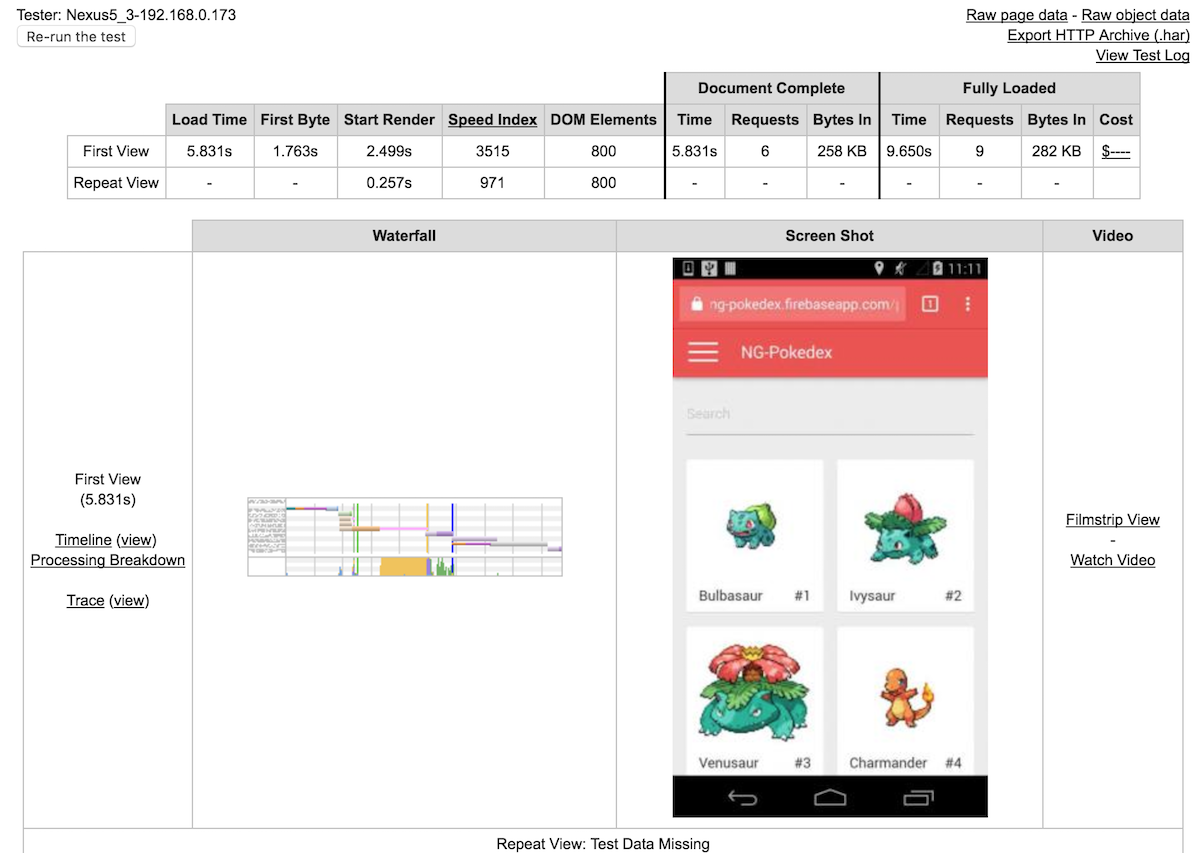 Tester: Nexus5_3-192.168.0.173
Re-run the test
Raw page data - Raw object data
Export HTTP Archive (.har)
View Test Log
Document Complete Fully Loaded
Load Time First Byte Start Render Speed Index DOM Elements Time Requests Bytes In Time Requests Bytes In Cost
First View 5.831s 1.763s 2.499s 3515 800 5.831s 6 258 KB 9.650s 9 282 KB $----
Repeat View - - 0.257s 971 800 - - - - - -
Waterfall Screen Shot Video
First View
(5.831s)
Timeline (view)
Processing Breakdown
Trace (view)
11:11
ng-pokedex.firebaseapp.com/ 1
NG-Pokedex
Search
Bulbasaur #1 Ivysaur #2
Venusaur #3 Charmander #4
Filmstrip View
-
Watch Video
Repeat View: Test Data Missing